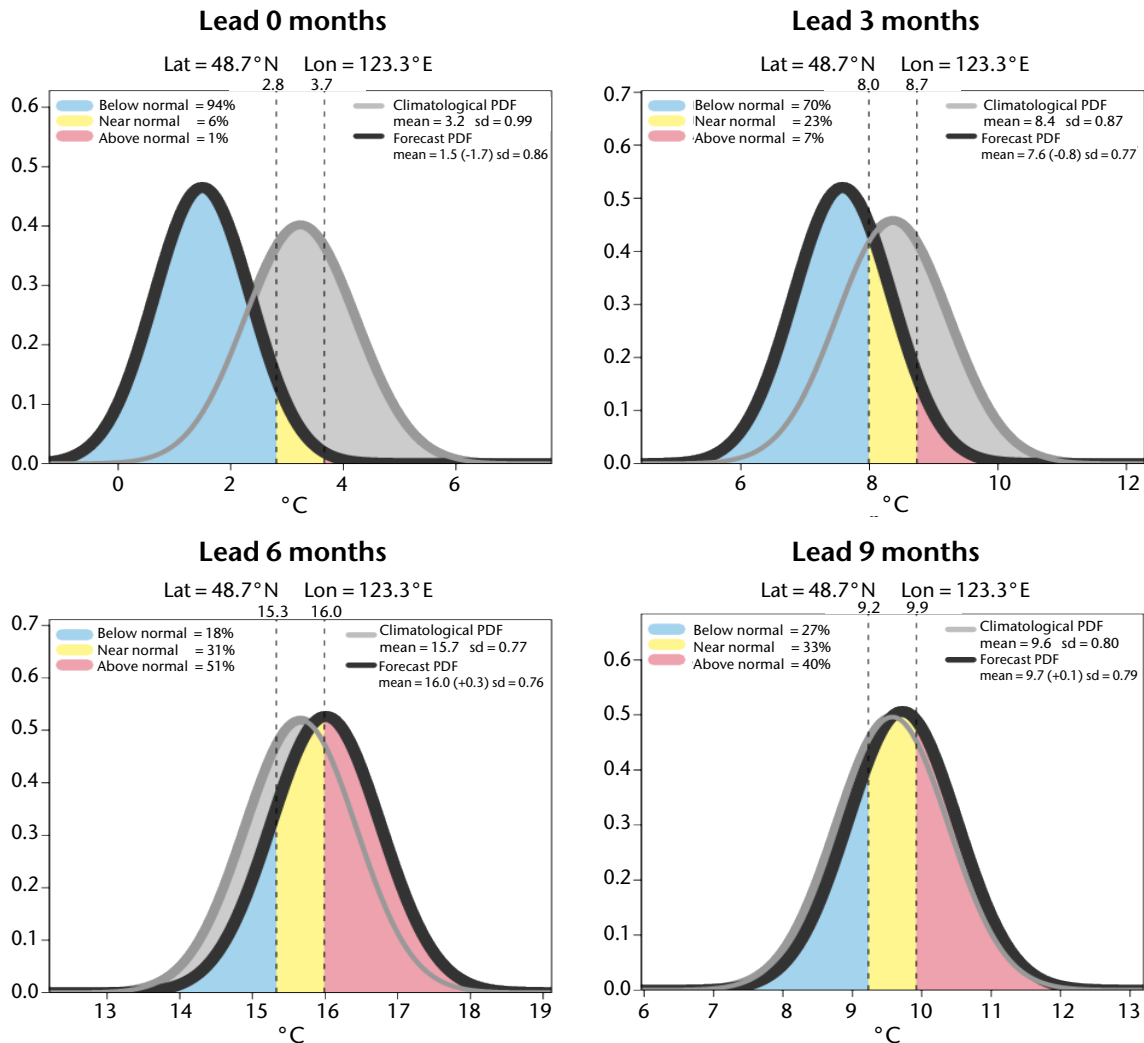 Lead 0 months
Lat = 48.7°N Lon = 123.3°E
2.8 3.7
Below normal = 94%
Near normal = 6%
Above normal = 1%
Climatological PDF
mean = 3.2 sd = 0.99
Forecast PDF
mean = 1.5 (-1.7) sd = 0.86
0.6
0.5
0.4
0.3
0.2
0.1
0.0
0 2 4 6
°C
Lead 3 months
Lat = 48.7°N Lon = 123.3°E
8.0 8.7
Below normal = 70%
Near normal = 23%
Above normal = 7%
Climatological PDF
mean = 8.4 sd = 0.87
Forecast PDF
mean = 7.6 (-0.8) sd = 0.77
0.7
0.6
0.5
0.4
0.3
0.2
0.1
0.0
6 8 10 12
°C
Lead 6 months
Lat = 48.7°N Lon = 123.3°E
15.3 16.0
Below normal = 18%
Near normal = 31%
Above normal = 51%
Climatological PDF
mean = 15.7 sd = 0.77
Forecast PDF
mean = 16.0 (+0.3) sd = 0.76
0.7
0.6
0.5
0.4
0.3
0.2
0.1
0.0
13 14 15 16 17 18 19
°C
Lead 9 months
Lat = 48.7°N Lon = 123.3°E
9.2 9.9
Below normal = 27%
Near normal = 33%
Above normal = 40%
Climatological PDF
mean = 9.6 sd = 0.80
Forecast PDF
mean = 9.7 (+0.1) sd = 0.79
0.6
0.5
0.4
0.3
0.2
0.1
0.0
6 7 8 9 10 11 12 13
°C